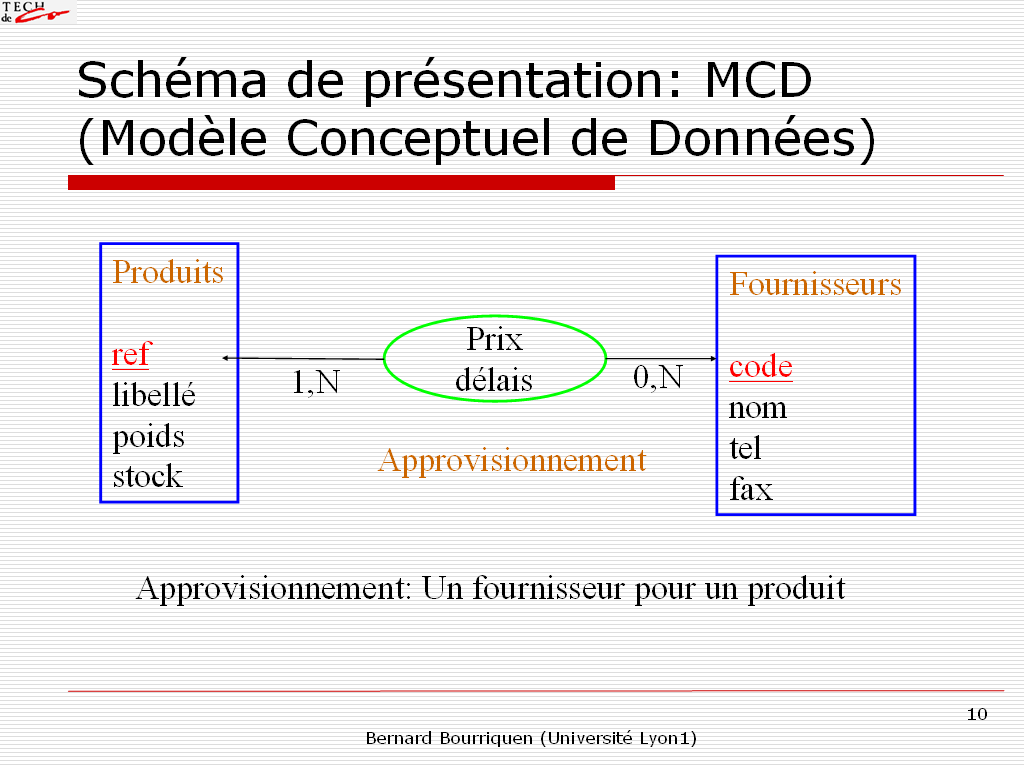 TECH
de
Schéma de présentation: MCD
(Modèle Conceptuel de Données)
Produits
ref
libellé
poids
stock
1,N
Prix
délais
0,N
Approvisionnement
Fournisseurs
code
nom
tel
fax
Approvisionnement: Un fournisseur pour un produit
10
Bernard Bourriquen (Université Lyon1)